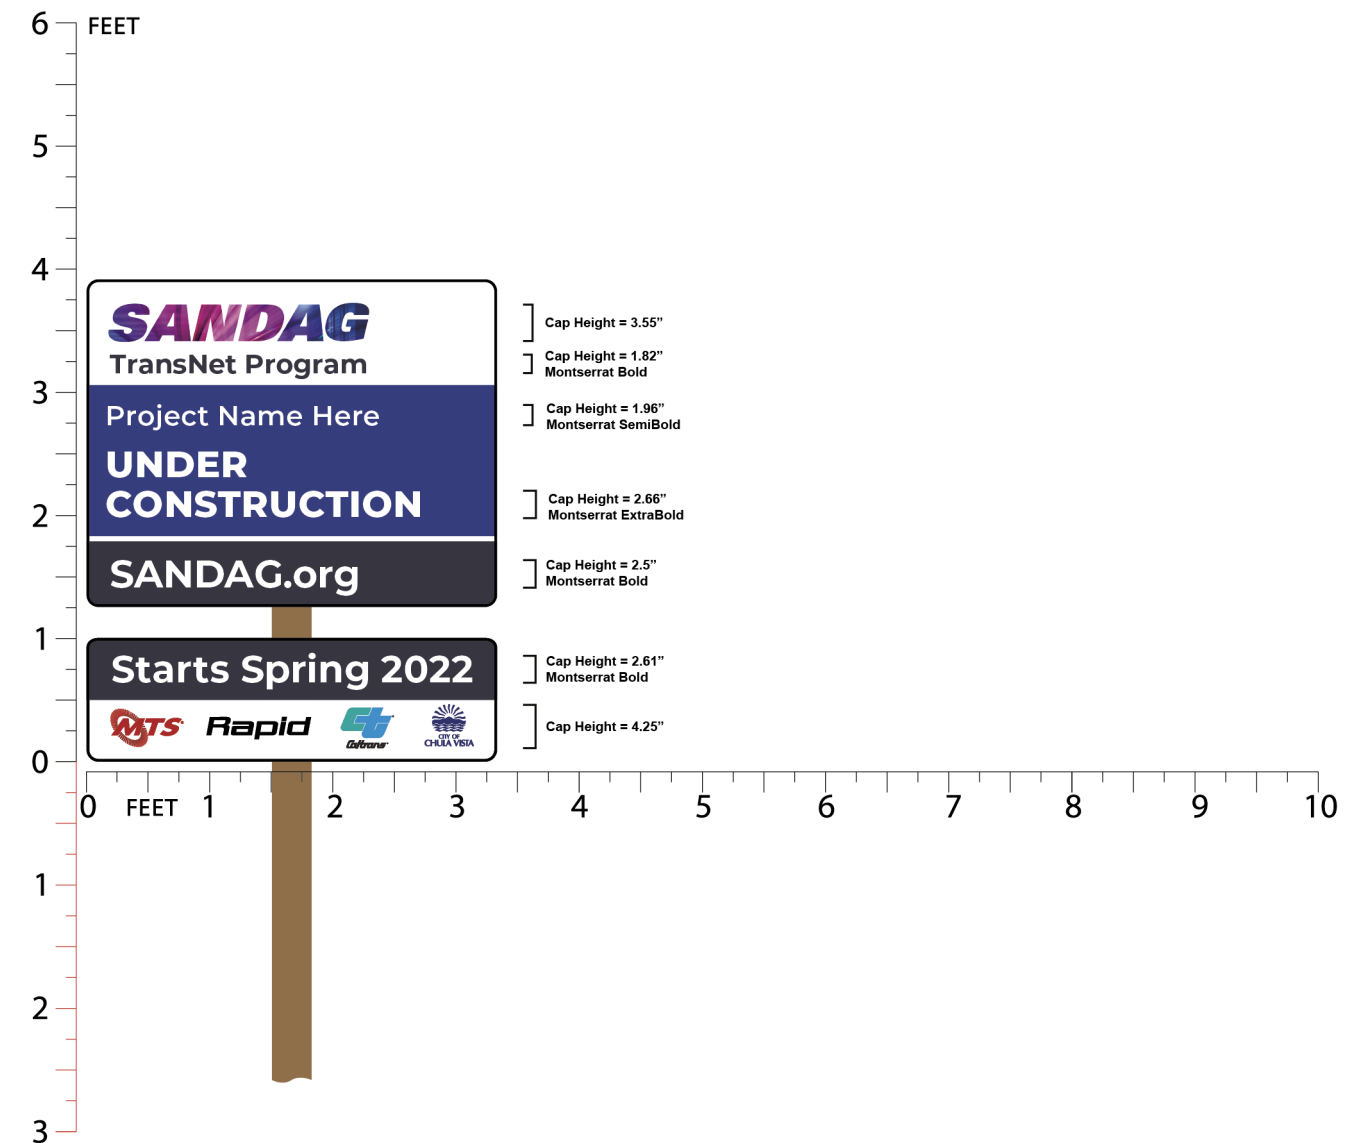 6 FEET
5
4
SANDAG
Cap Height = 3.55”
TransNet Program
Cap Height = 1.82”
Montserrat Bold
3
Project Name Here
Cap Height = 1.96”
Montserrat SemiBold
UNDER
CONSTRUCTION
2
Cap Height = 2.66”
Montserrat ExtraBold
SANDAG.org
Cap Height = 2.5”
Montserrat Bold
1
Starts Spring 2022
Cap Height = 2.61”
Montserrat Bold
MTS Rapid ct Caltrans CITY OF CHULA VISTA
Cap Height = 4.25”
0
0 FEET 1 2 3 4 5 6 7 8 9 10
1
2
3